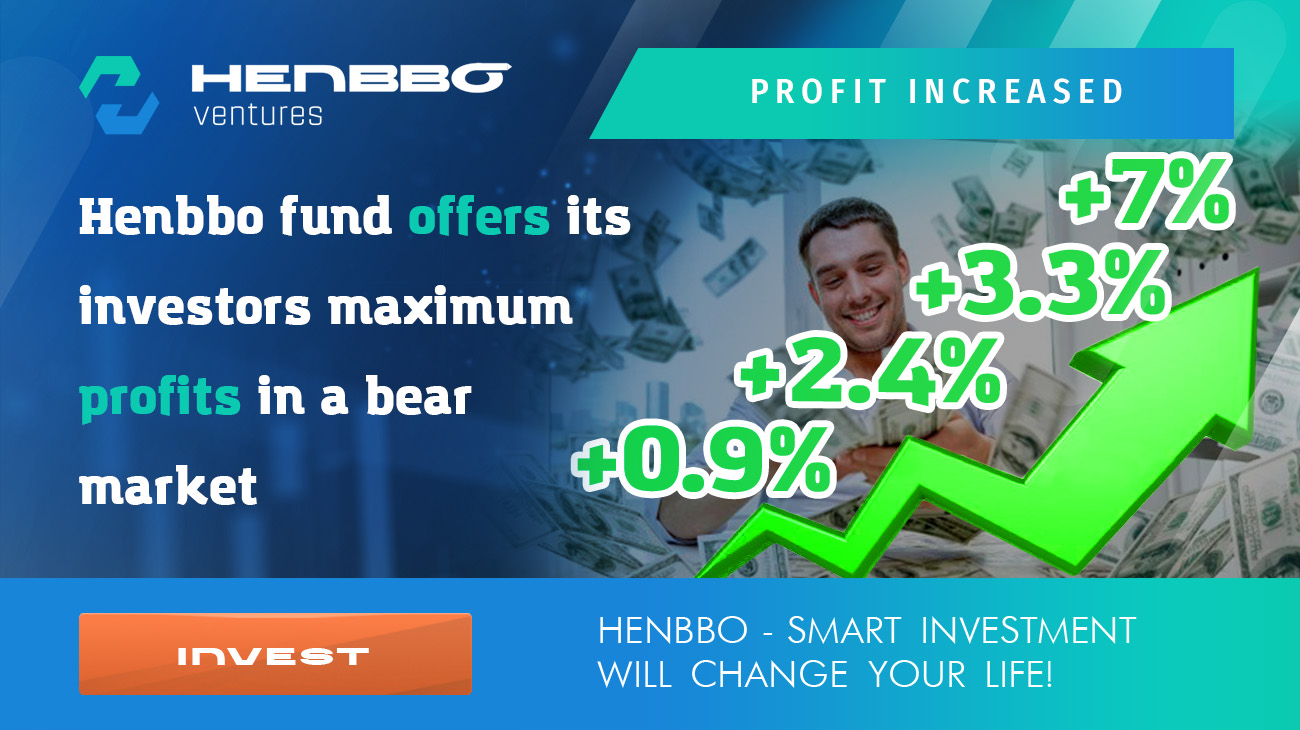 HENBBO
ventures
PROFIT INCREASED
Henbbo fund offers its
investors maximum
profits in a bear
market
+7%
+3.3%
+2.4%
+0.9%
INVEST
HENBBO - SMART INVESTMENT
WILL CHANGE YOUR LIFE!